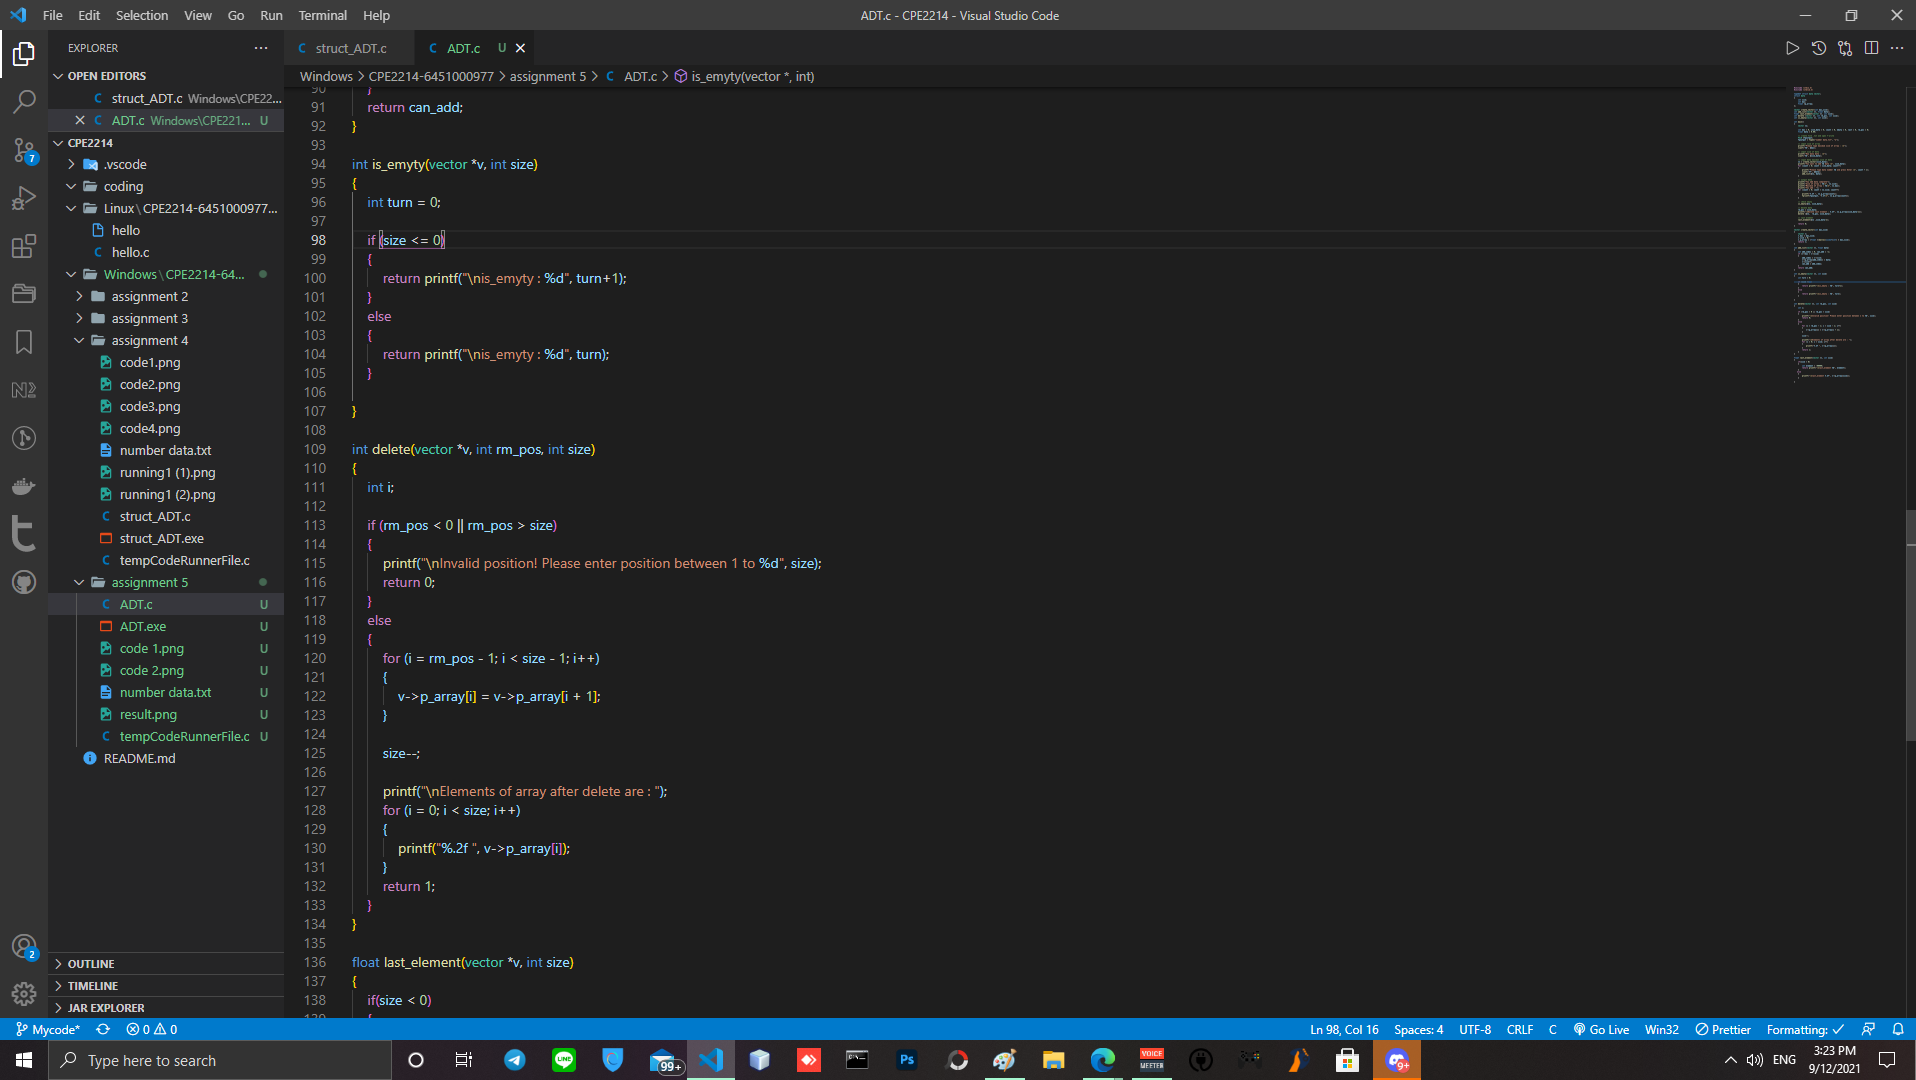 File Edit Selection View Go Run Terminal Help
ADT.c - CPE2214 - Visual Studio Code
EXPLORER
OPEN EDITORS
struct_ADT.c Windows\CPE22...
ADT.c Windows\CPE221... U
CPE2214
.vscode
coding
Linux\CPE2214-6451000977...
hello
hello.c
Windows\CPE2214-64...
assignment 2
assignment 3
assignment 4
code1.png
code2.png
code3.png
code4.png
number data.txt
running1 (1).png
running1 (2).png
struct_ADT.c
struct_ADT.exe
tempCodeRunnerFile.c
assignment 5
ADT.c U
ADT.exe U
code 1.png U
code 2.png U
number data.txt U
result.png U
tempCodeRunnerFile.c U
README.md
OUTLINE
TIMELINE
JAR EXPLORER
struct_ADT.c
ADT.c U
Windows > CPE2214-6451000977 > assignment 5 > C ADT.c > is_emyty(vector *, int)
90 }
91 return can_add;
92 }
93
94 int is_emyty(vector *v, int size)
95 {
96 int turn = 0;
97
98 if (size <= 0)
99 {
100 return printf("\nis_emyty : %d", turn+1);
101 }
102 else
103 {
104 return printf("\nis_emyty : %d", turn);
105 }
106
107 }
108
109 int delete(vector *v, int rm_pos, int size)
110 {
111 int i;
112
113 if (rm_pos < 0 || rm_pos > size)
114 {
115 printf("\nInvalid position! Please enter position between 1 to %d", size);
116 return 0;
117 }
118 else
119 {
120 for (i = rm_pos - 1; i < size - 1; i++)
121 {
122 v->p_array[i] = v->p_array[i + 1];
123 }
124
125 size--;
126
127 printf("\nElements of array after delete are : ");
128 for (i = 0; i < size; i++)
129 {
130 printf("%.2f ", v->p_array[i]);
131 }
132 return 1;
133 }
134 }
135
136 float last_element(vector *v, int size)
137 {
138 if(size < 0)
139 {
Mycode* 0 0
Ln 98, Col 16 Spaces: 4 UTF-8 CRLF C Go Live Win32 Prettier Formatting: ✓
Type here to search
99+
Ps
VOICE MEETER
9+
ENG
3:23 PM
9/12/2021